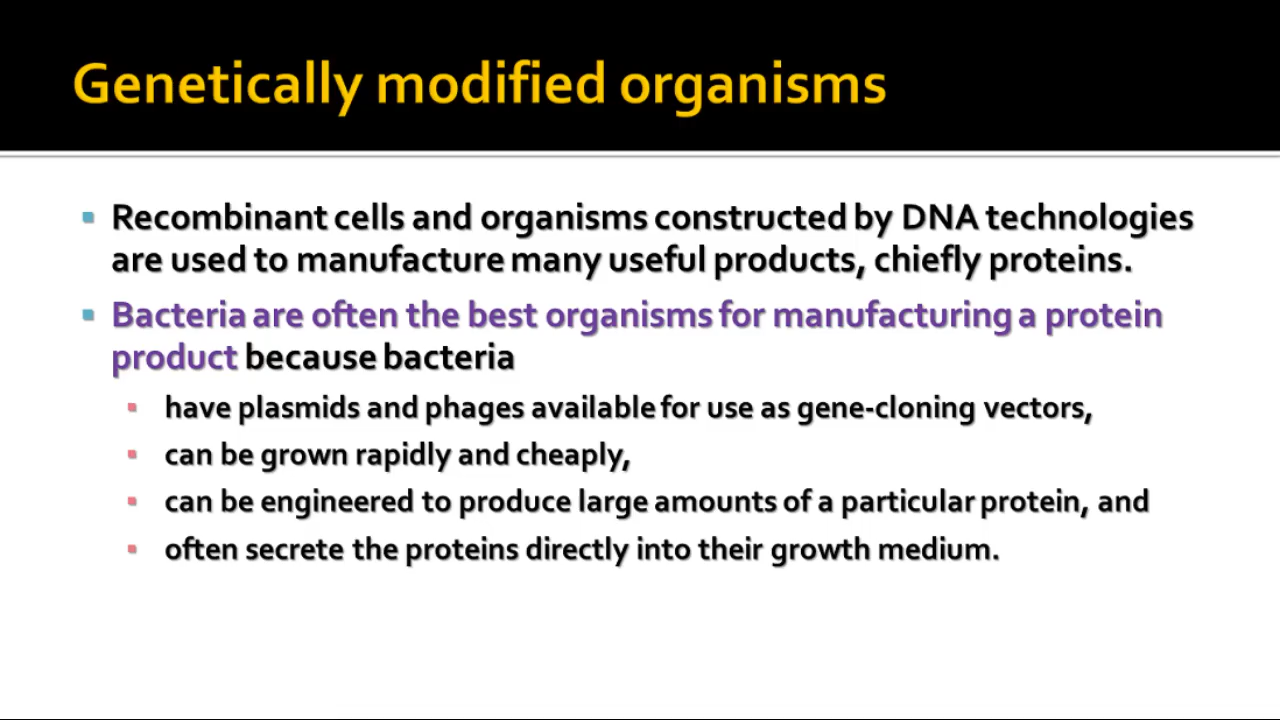 Genetically modified organisms
Recombinant cells and organisms constructed by DNA technologies
are used to manufacture many useful products, chiefly proteins.
Bacteria are often the best organisms for manufacturing a protein
product because bacteria
have plasmids and phages available for use as gene-cloning vectors,
can be grown rapidly and cheaply,
can be engineered to produce large amounts of a particular protein, and
often secrete the proteins directly into their growth medium.